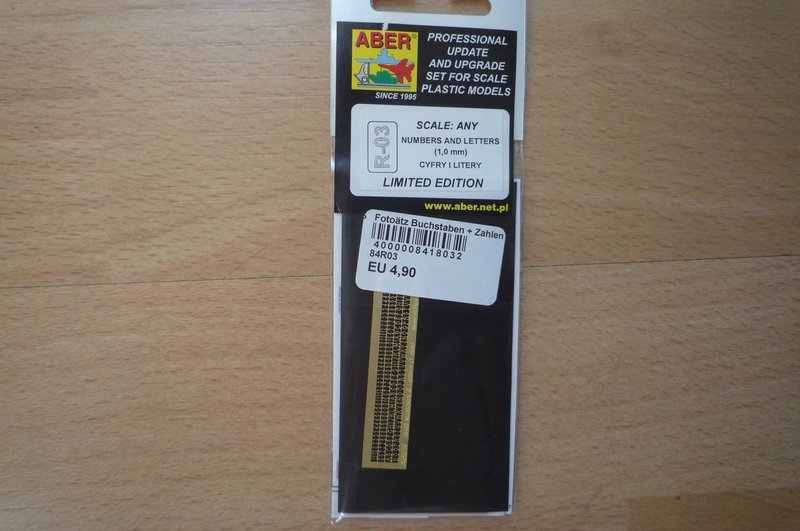 ABER®
SINCE 1995
PROFESSIONAL
UPDATE
AND UPGRADE
SET FOR SCALE
PLASTIC MODELS
R-03
SCALE: ANY
NUMBERS AND LETTERS
(1,0 mm)
CYFRY I LITERY
LIMITED EDITION
www.aber.net.pl
Fotoätz Buchstaben + Zahlen
4000008418032
84R03
EU 4,90